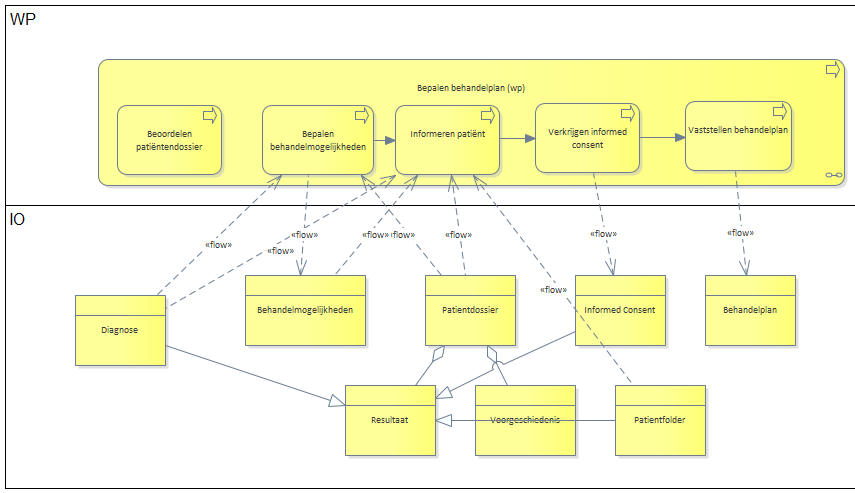 WP
Bepalen behandelplan (wp)
Beoordelen
patiëntendossier
Bepalen
behandelmogelijkheden
Informeren patiënt
Verkrijgen informed
consent
Vaststellen behandelplan
IO
«flow»
«flow»
«flow»
«flow»
«flow»
«flow»
«flow»
«flow»
«flow»
Diagnose
Behandelmogelijkheden
Patientdossier
Informed Consent
Behandelplan
Resultaat
Voorgeschiedenis
Patientfolder